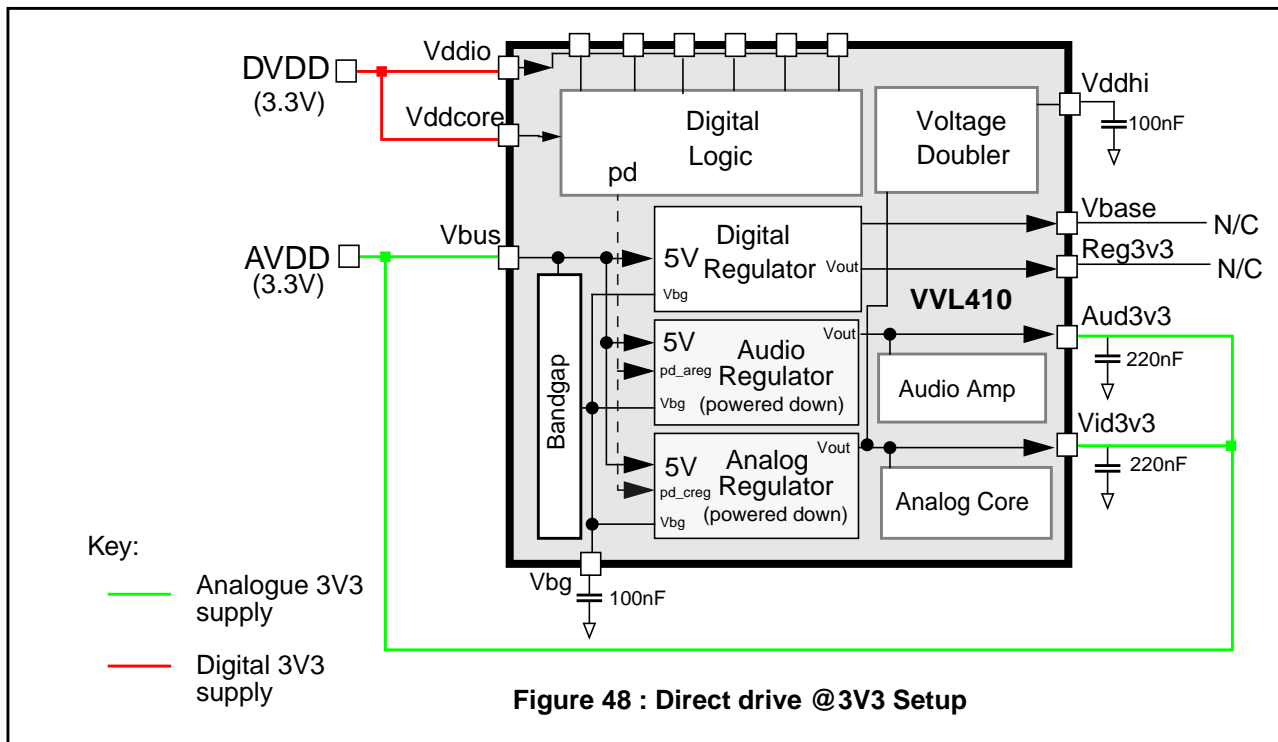 DVDD
(3.3V)
Vddio
Vddcore
Digital
Logic
pd
Voltage
Doubler
Vddhi
100nF
AVDD
(3.3V)
Vbus
5V
Digital
Regulator
Vout
Vbg
Vbase
N/C
Reg3v3
N/C
VVL410
Bandgap
5V
Audio
Regulator
(powered down)
Vout
pd_areg
Vbg
Audio Amp
Aud3v3
220nF
5V
Analog
Regulator
(powered down)
Vout
pd_creg
Vbg
Analog Core
Vid3v3
220nF
Vbg
100nF
Key:
Analogue 3V3
supply
Digital 3V3
supply
Figure 48 : Direct drive @3V3 Setup